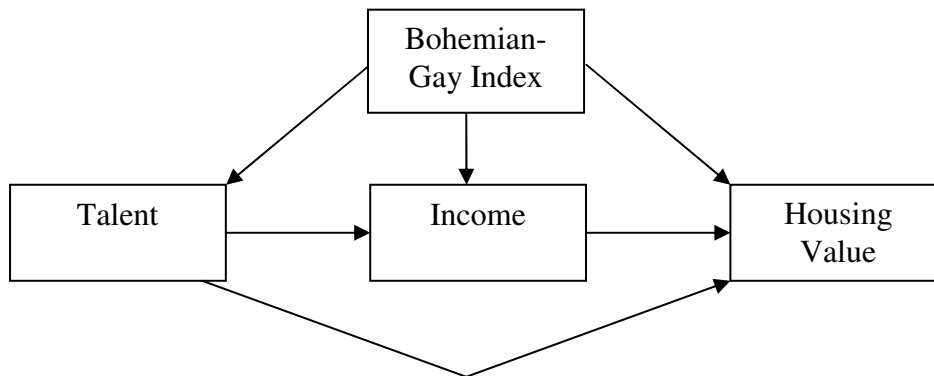 Bohemian-
Gay Index
Talent
Income
Housing
Value